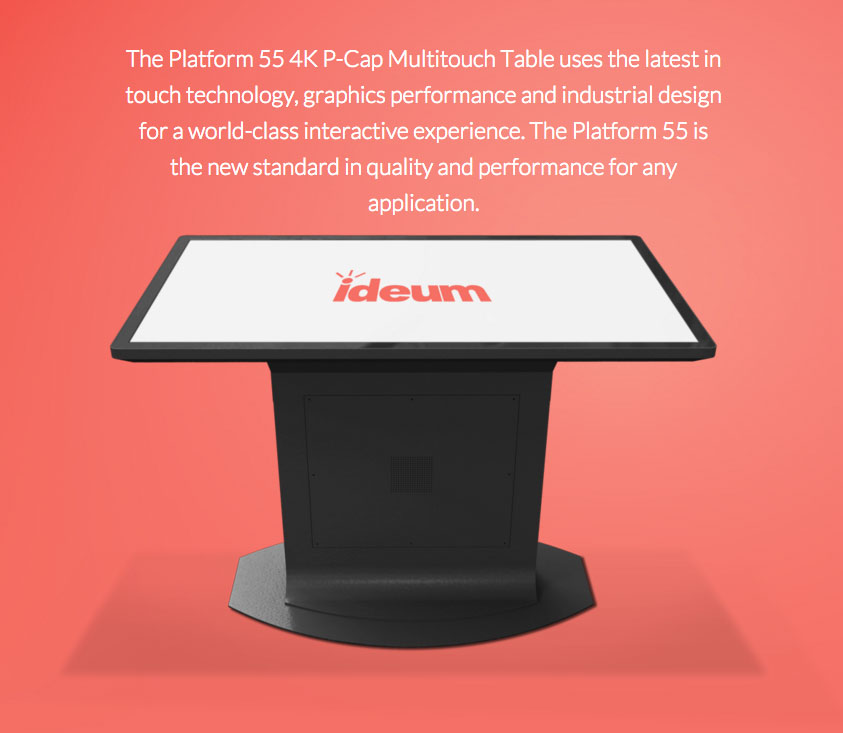 The Platform 55 4K P-Cap Multitouch Table uses the latest in
touch technology, graphics performance and industrial design
for a world-class interactive experience. The Platform 55 is
the new standard in quality and performance for any
application.
ideum